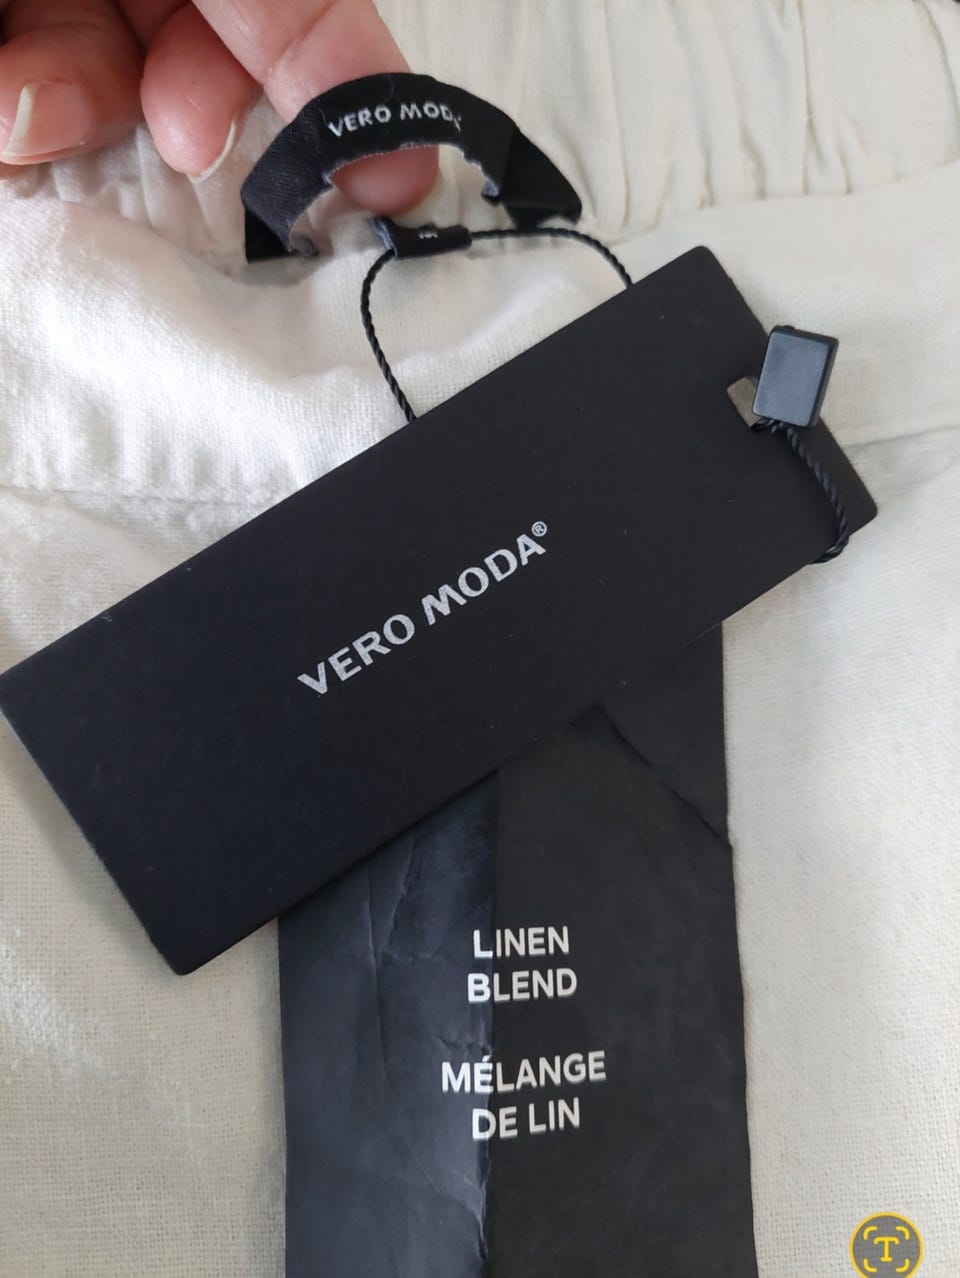 VERO MODA
S
VERO MODA®
LINEN
BLEND
MÉLANGE
DE LIN
T